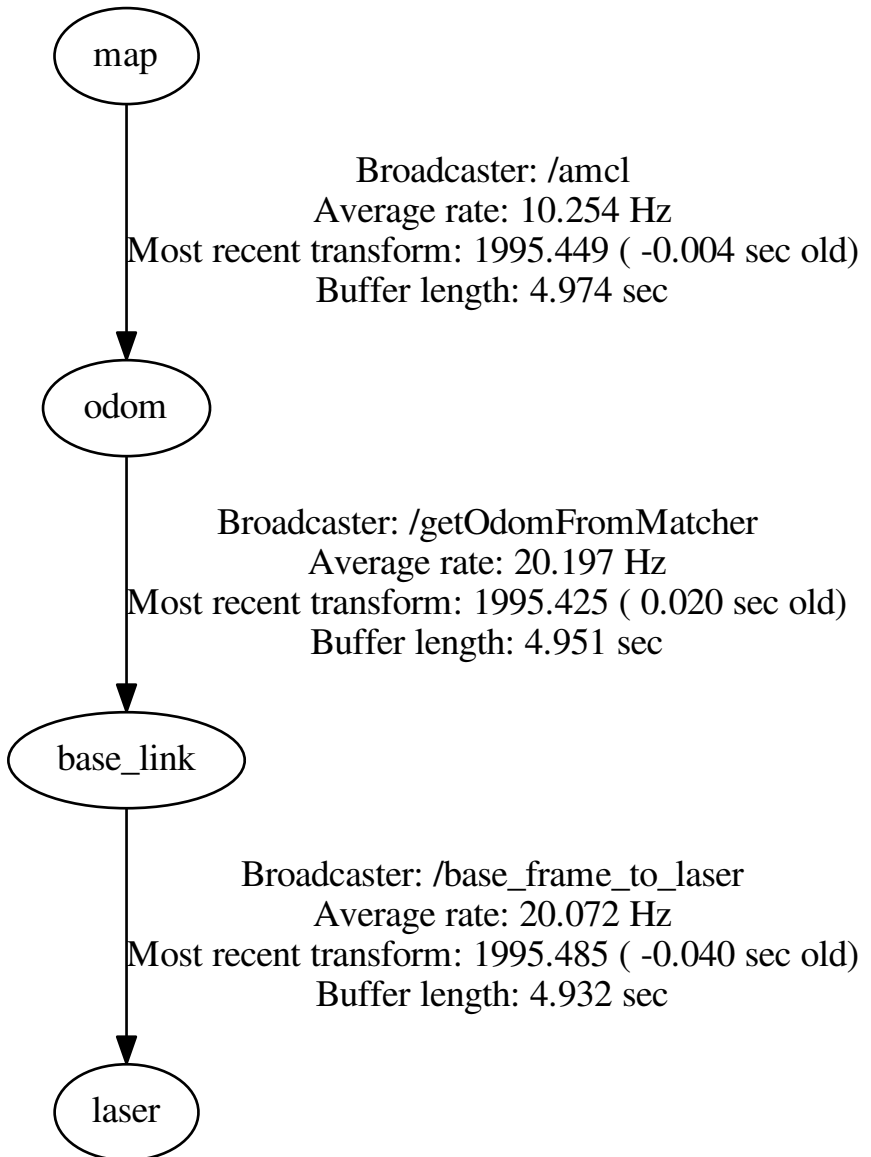 map
Broadcaster: /amcl
Average rate: 10.254 Hz
Most recent transform: 1995.449 ( -0.004 sec old)
Buffer length: 4.974 sec
odom
Broadcaster: /getOdomFromMatcher
Average rate: 20.197 Hz
Most recent transform: 1995.425 ( 0.020 sec old)
Buffer length: 4.951 sec
base_link
Broadcaster: /base_frame_to_laser
Average rate: 20.072 Hz
Most recent transform: 1995.485 ( -0.040 sec old)
Buffer length: 4.932 sec
laser